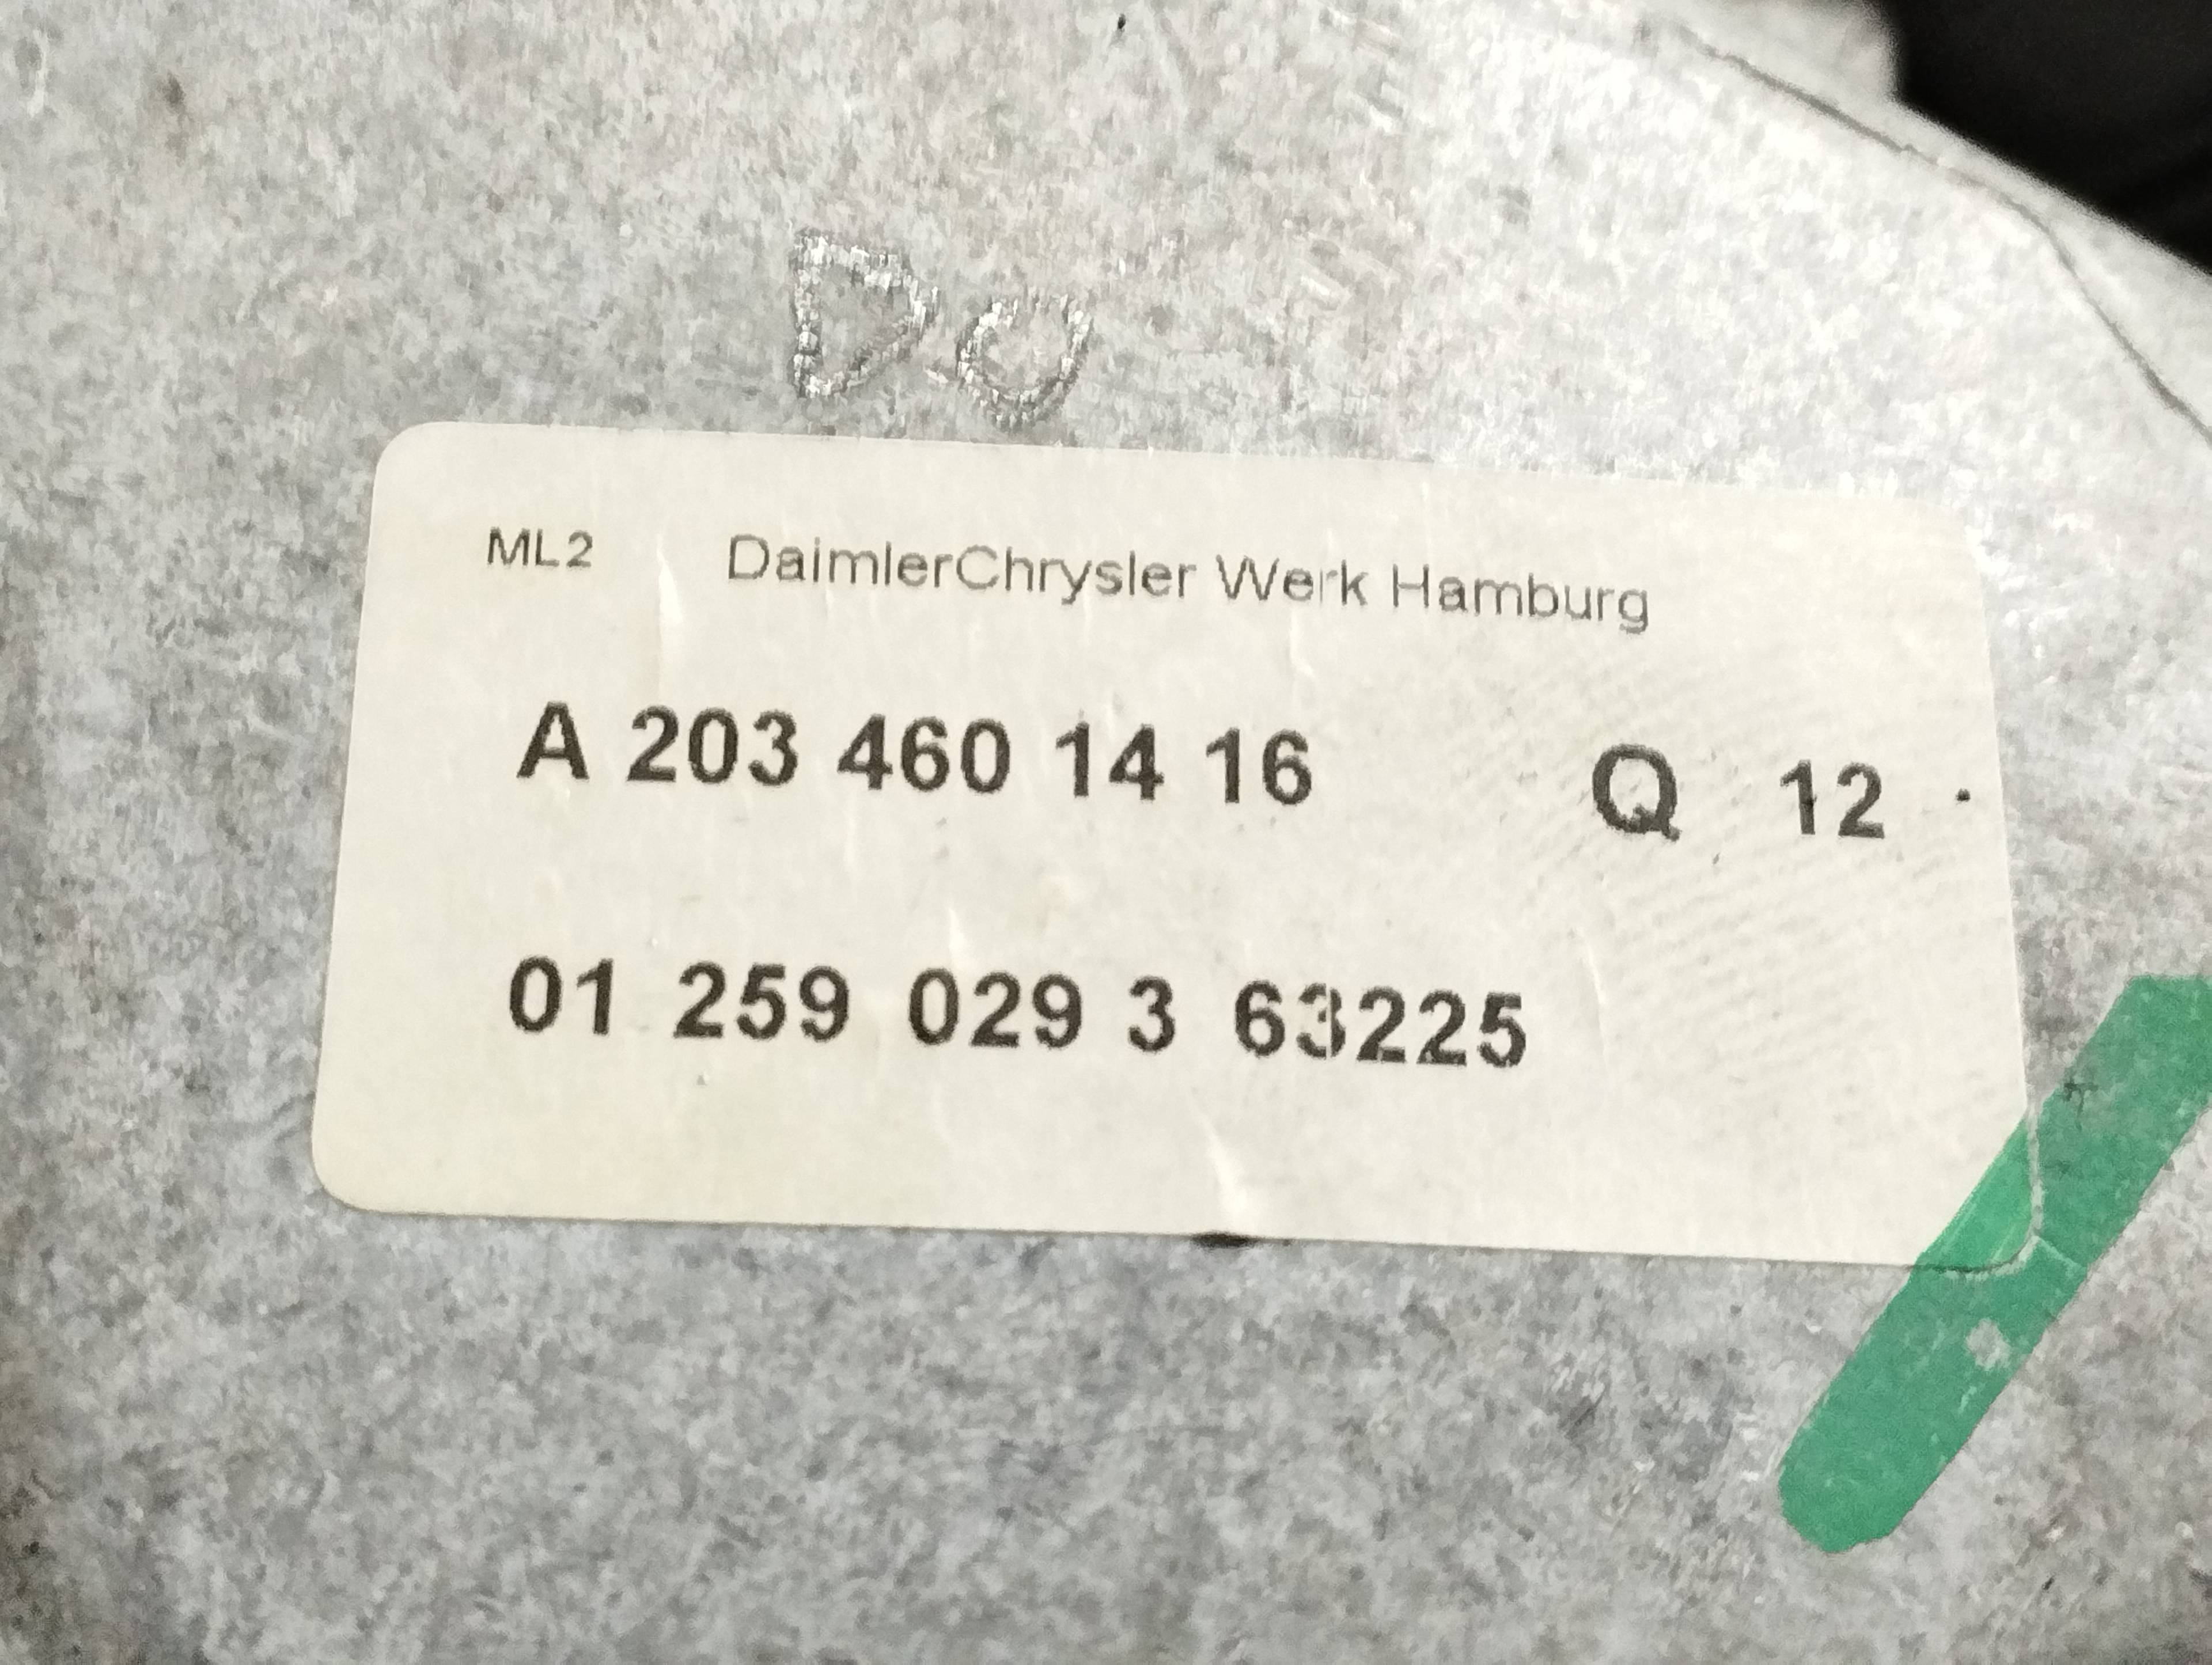 DU
ML2 DaimlerChrysler Werk Hamburg
A 203 460 14 16 Q 12
01 259 029 3 63225